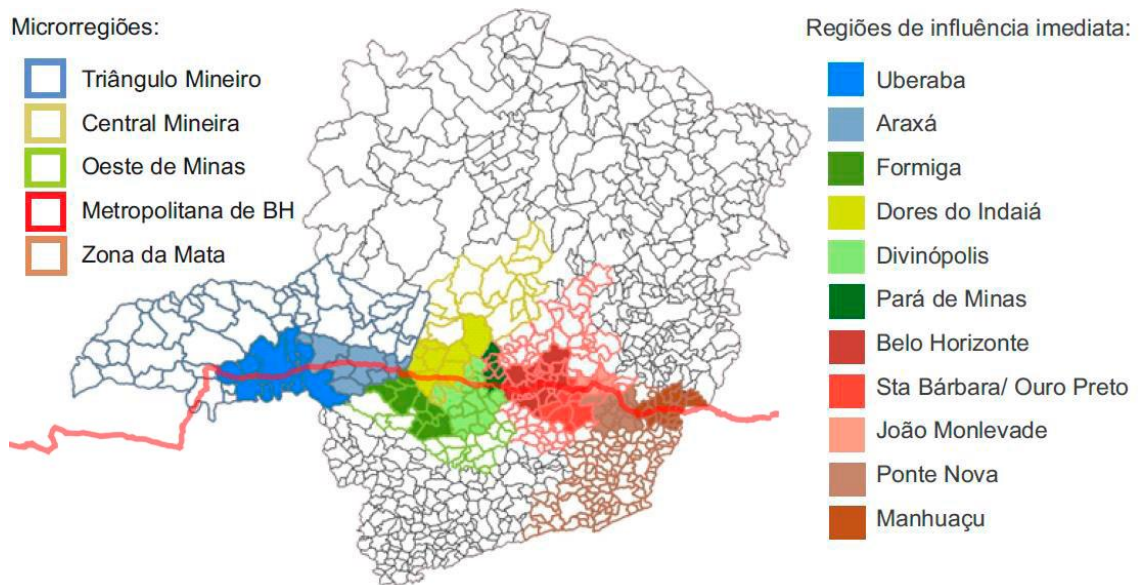 Microrregiões:
Triângulo Mineiro
Central Mineira
Oeste de Minas
Metropolitana de BH
Zona da Mata
Regiões de influência imediata:
Uberaba
Araxá
Formiga
Dores do Indaiá
Divinópolis
Pará de Minas
Belo Horizonte
Sta Bárbara/ Ouro Preto
João Monlevade
Ponte Nova
Manhuaçu